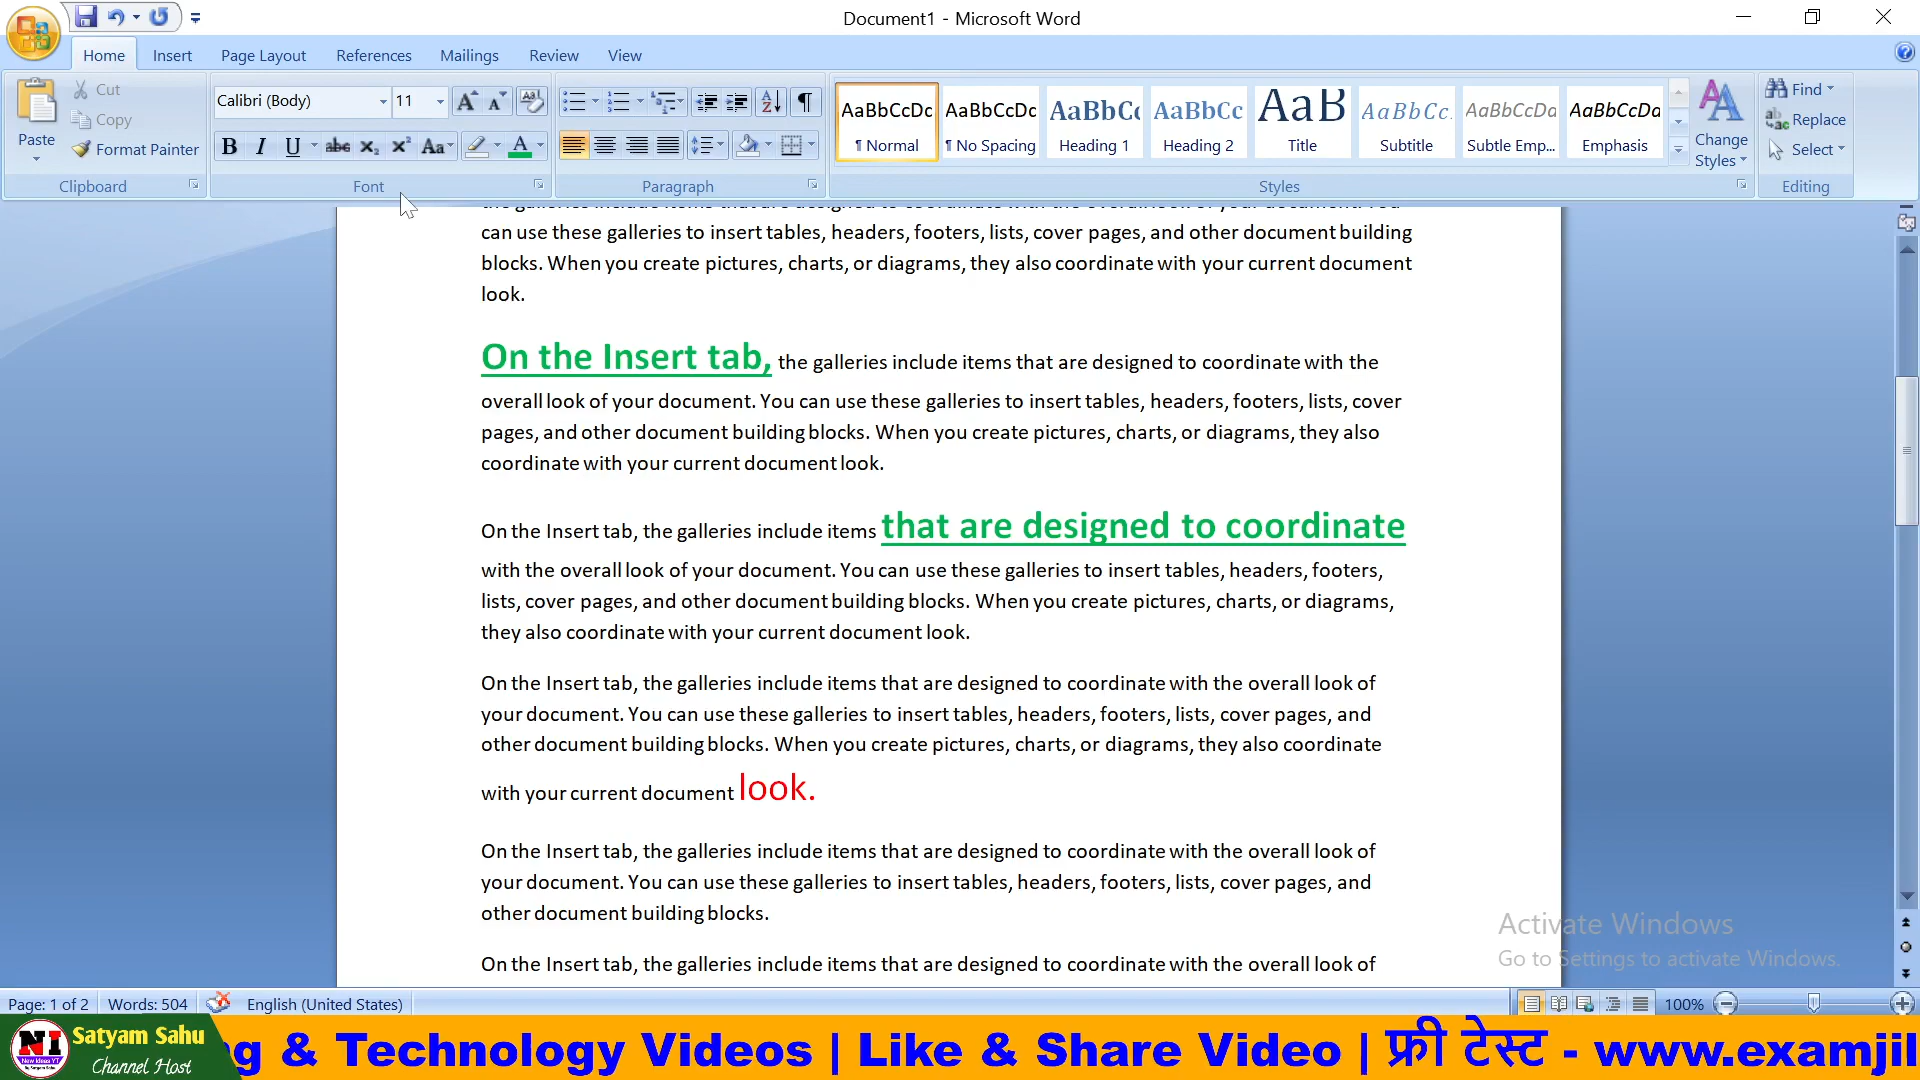 Document1 - Microsoft Word
Home Insert Page Layout References Mailings Review View
Paste
Cut
Copy
Format Painter
Clipboard
Calibri (Body) 11
Font
Paragraph
AaBbCcDc AaBbCcDc AaBbCc AaBbCc AaB AaBbCc. AaBbCcDa AaBbCcDa
¶ Normal ¶ No Spacing Heading 1 Heading 2 Title Subtitle Subtle Emp... Emphasis
Change
Styles
Styles
Find
Replace
Select
Editing
can use these galleries to insert tables, headers, footers, lists, cover pages, and other document building
blocks. When you create pictures, charts, or diagrams, they also coordinate with your current document
look.
On the Insert tab, the galleries include items that are designed to coordinate with the
overall look of your document. You can use these galleries to insert tables, headers, footers, lists, cover
pages, and other document building blocks. When you create pictures, charts, or diagrams, they also
coordinate with your current document look.
On the Insert tab, the galleries include items that are designed to coordinate
with the overall look of your document. You can use these galleries to insert tables, headers, footers,
lists, cover pages, and other document building blocks. When you create pictures, charts, or diagrams,
they also coordinate with your current document look.
On the Insert tab, the galleries include items that are designed to coordinate with the overall look of
your document. You can use these galleries to insert tables, headers, footers, lists, cover pages, and
other document building blocks. When you create pictures, charts, or diagrams, they also coordinate
with your current document look.
On the Insert tab, the galleries include items that are designed to coordinate with the overall look of
your document. You can use these galleries to insert tables, headers, footers, lists, cover pages, and
other document building blocks.
On the Insert tab, the galleries include items that are designed to coordinate with the overall look of
Activate Windows
Go to Settings to activate Windows.
Page: 1 of 2 Words: 504 English (United States) 100%
Satyam Sahu
Channel Host
g & Technology Videos | Like & Share Video | फ्री टेस्ट - www.examjil